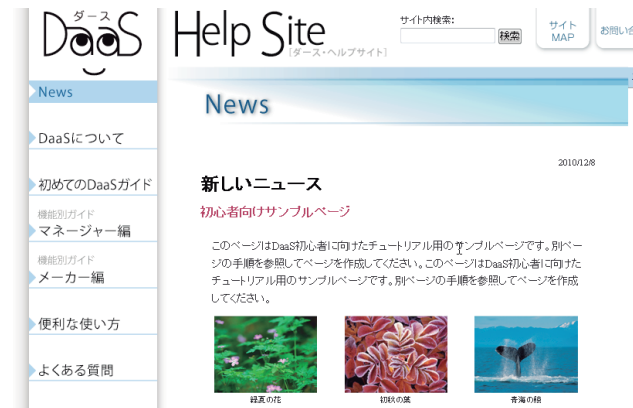 ダース
DaaS
Help Site
[ダース・ヘルプサイト]
サイト内検索:
検索
サイト
MAP
お問い合
News
DaaSについて
初めてのDaaSガイド
機能別ガイド
マネージャー編
機能別ガイド
メーカー編
便利な使い方
よくある質問
News
2010/12/8
新しいニュース
初心者向けサンプルページ
このページはDaaS初心者に向けたチュートリアル用のサンプルページです。別ペー
ジの手順を参照してページを作成してください。このページはDaaS初心者に向けた
チュートリアル用のサンプルページです。別ページの手順を参照してページを作成
してください。
緑夏の花
初秋の葉
青海の鯨